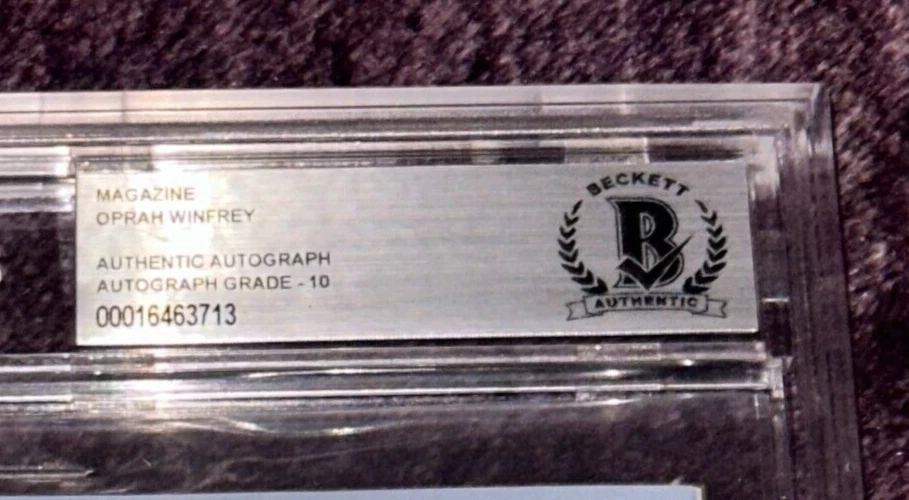 MAGAZINE
OPRAH WINFREY
AUTHENTIC AUTOGRAPH
AUTOGRAPH GRADE - 10
00016463713
BECKETT
B
AUTHENTIC